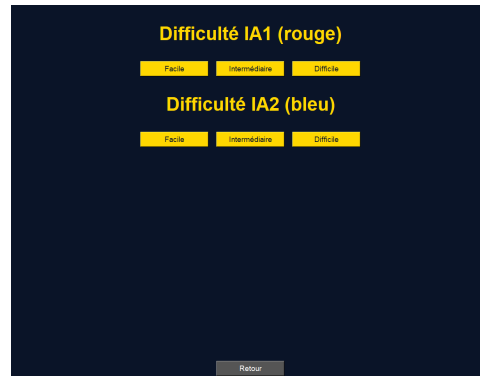 Difficulté IA1 (rouge)
Facile Intermédiaire Difficile
Difficulté IA2 (bleu)
Facile Intermédiaire Difficile
Retour